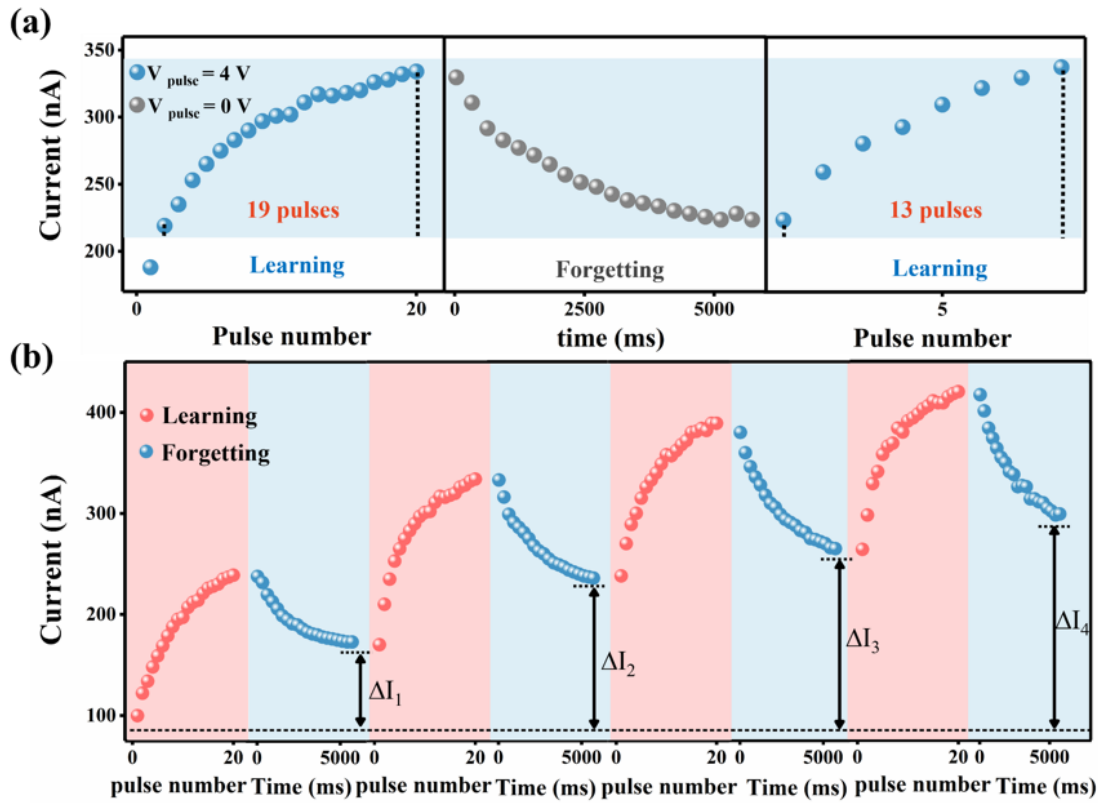 (a)
350
300
250
200
Current (nA)
V pulse = 4 V
V pulse = 0 V
19 pulses
13 pulses
Learning
Forgetting
Learning
0
20
0
2500
5000
5
Pulse number
time (ms)
Pulse number
(b)
400
300
200
100
Current (nA)
Learning
Forgetting
ΔI1
ΔI2
ΔI3
ΔI4
0 20 0 5000 0 20 0 5000 0 20 0 5000 0 20 0 5000
pulse number Time (ms) pulse number Time (ms) pulse number Time (ms) pulse number Time (ms)